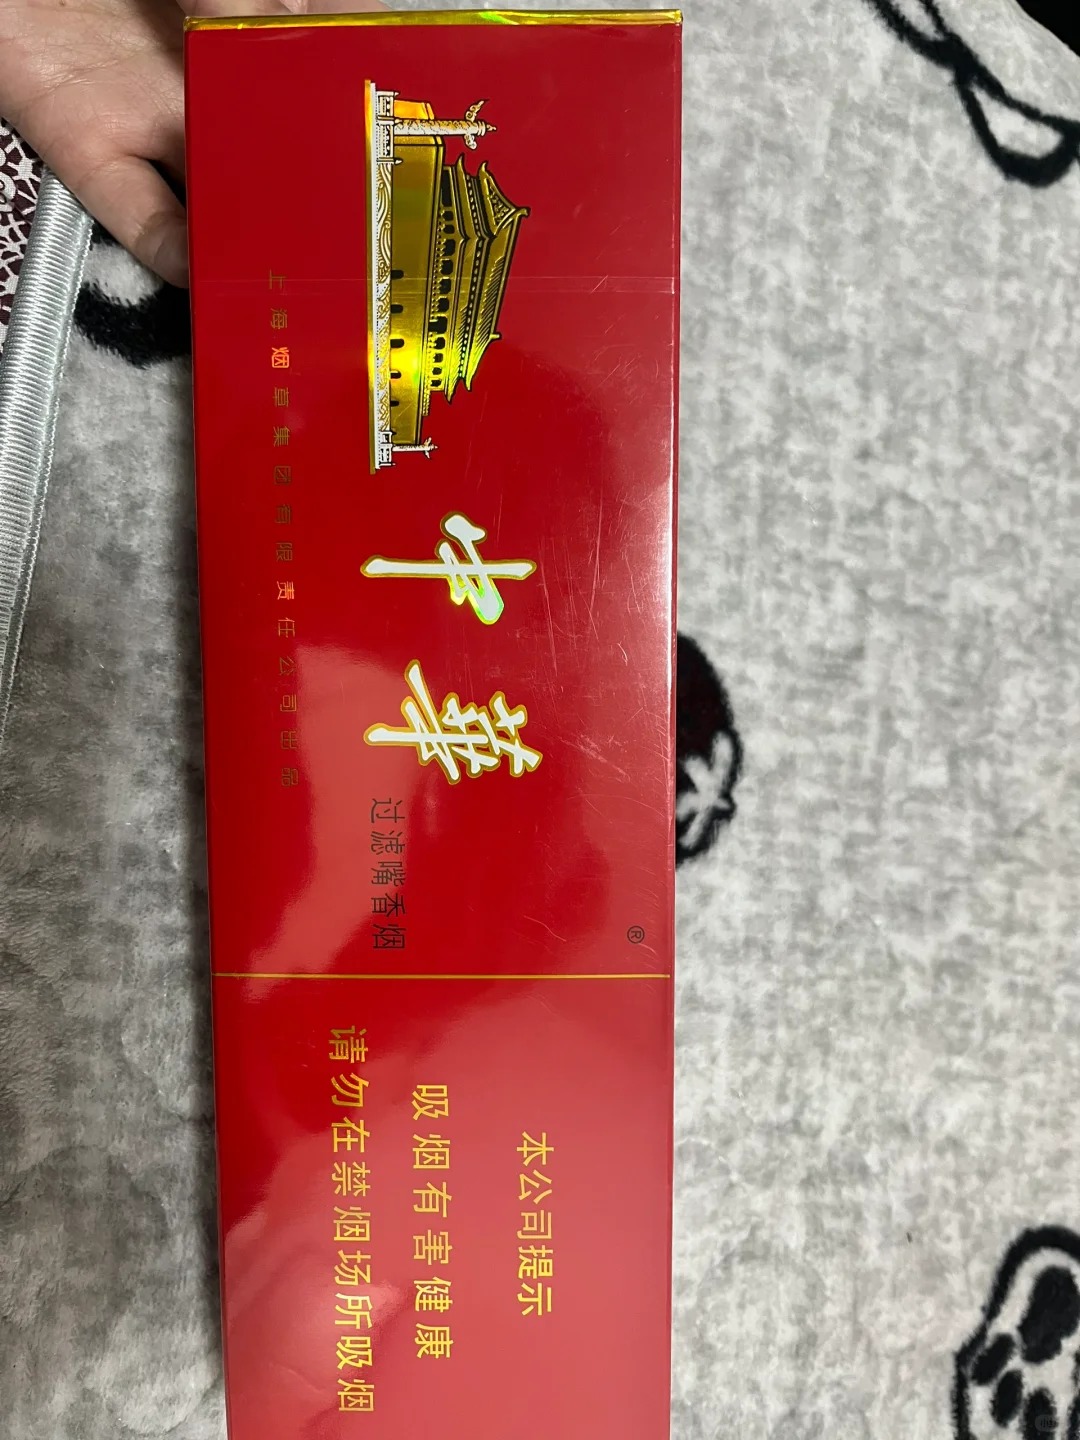 ®
中華
过滤嘴香烟
上海烟草集团有限责任公司出品
本公司提示
吸烟有害健康
请勿在禁烟场所吸烟